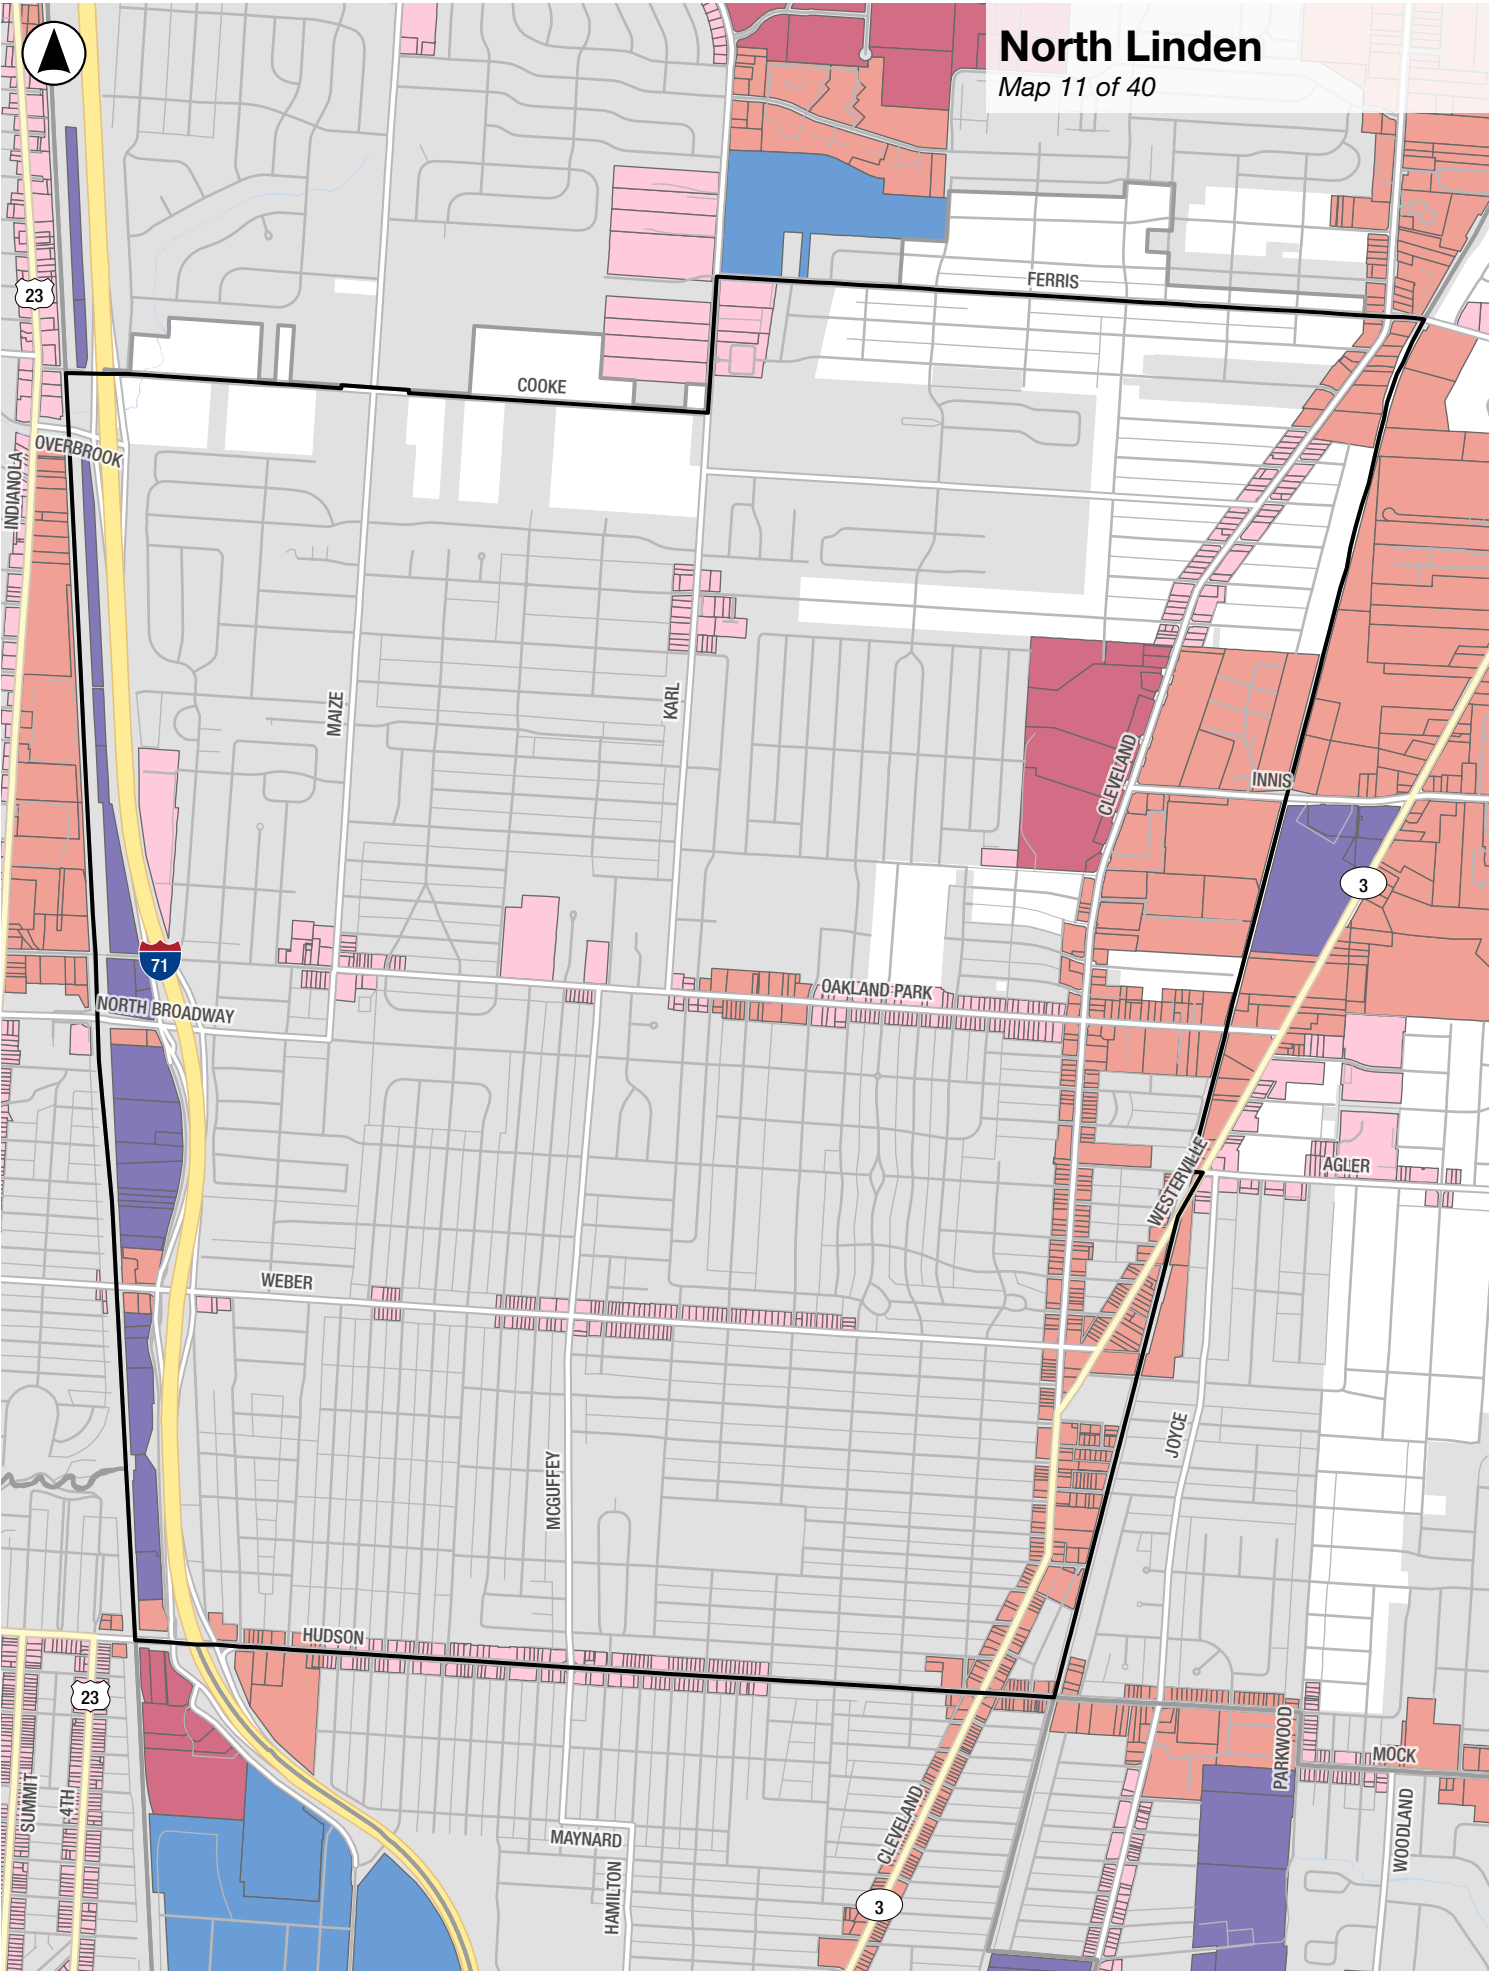 North Linden
Map 11 of 40
FERRIS
23
COOKE
OVERBROOK
INDIANOLA
MAIZE
KARL
CLEVELAND
INNIS
3
71
OAKLAND PARK
NORTH BROADWAY
WESTERVILLE
AGLER
WEBER
JOYCE
MCGUFFEY
HUDSON
23
PARKWOOD
MOCK
SUMMIT
4TH
WOODLAND
CLEVELAND
MAYNARD
HAMILTON
3